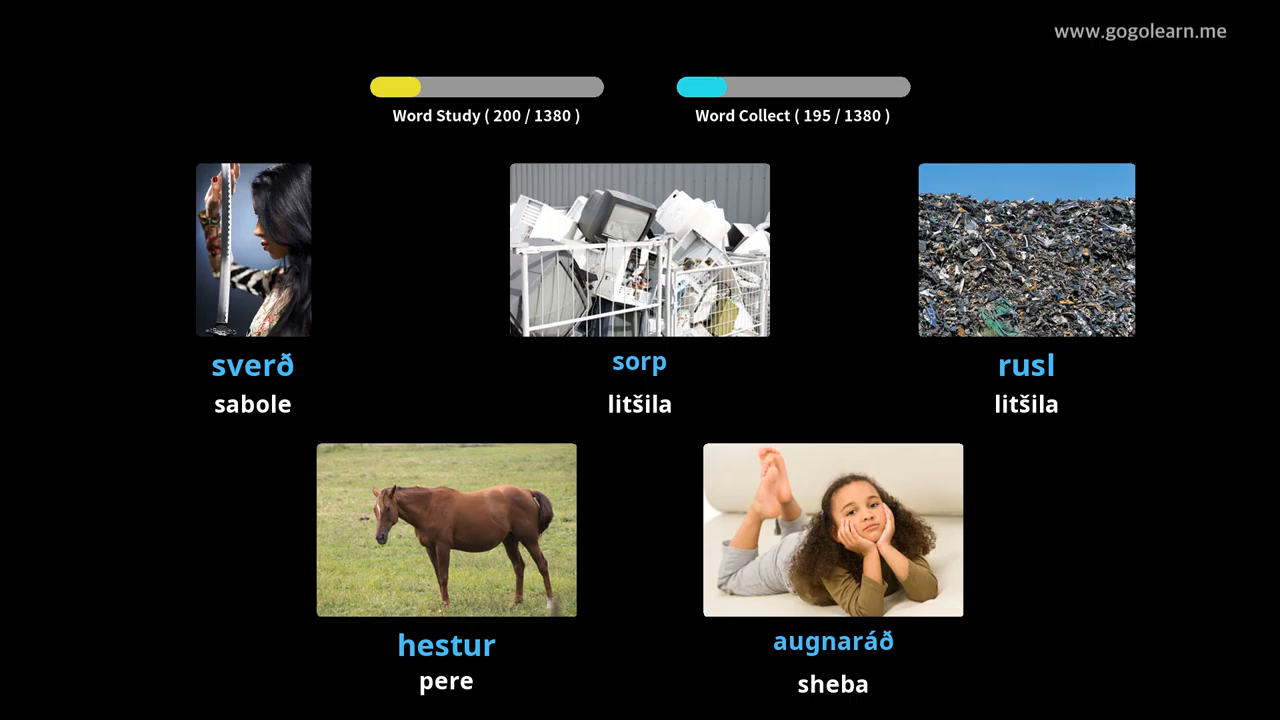 www.gogolearn.me
Word Study ( 200 / 1380 )
Word Collect ( 195 / 1380 )
sverð
sabole
sorp
litšila
rusl
litšila
hestur
pere
augnaráð
sheba